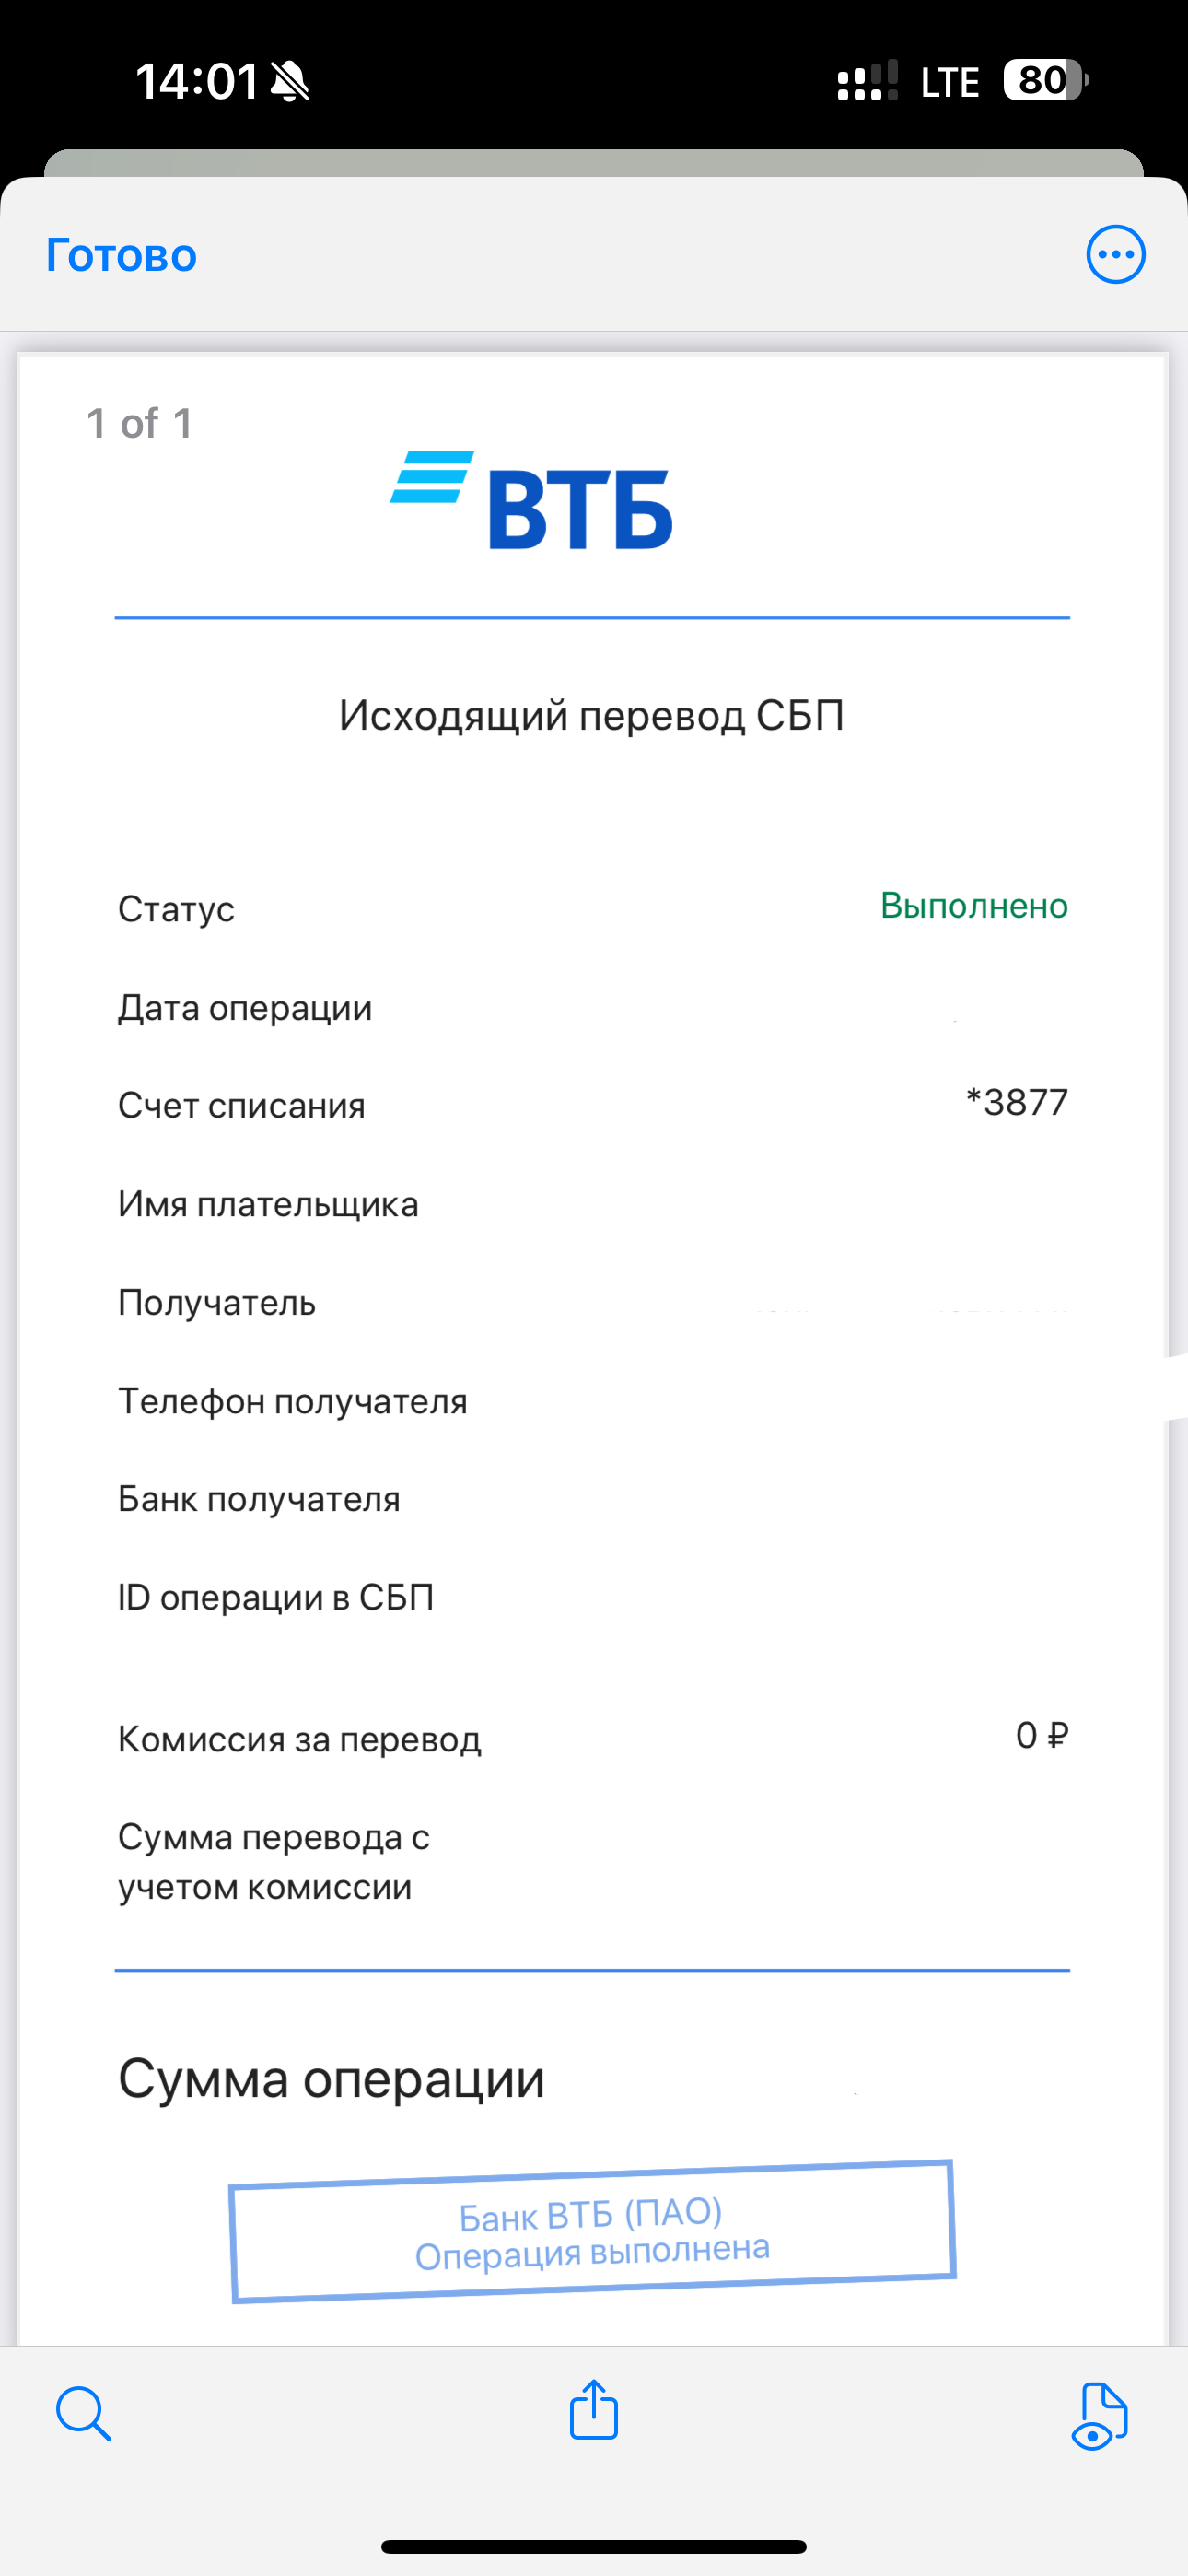 14:01 LTE 80
Готово
1 of 1
ВТБ
Исходящий перевод СБП
Статус Выполнено
Дата операции
Счет списания *3877
Имя плательщика
Получатель
Телефон получателя
Банк получателя
ID операции в СБП
Комиссия за перевод 0 ₽
Сумма перевода с
учетом комиссии
Сумма операции
Банк ВТБ (ПАО)
Операция выполнена